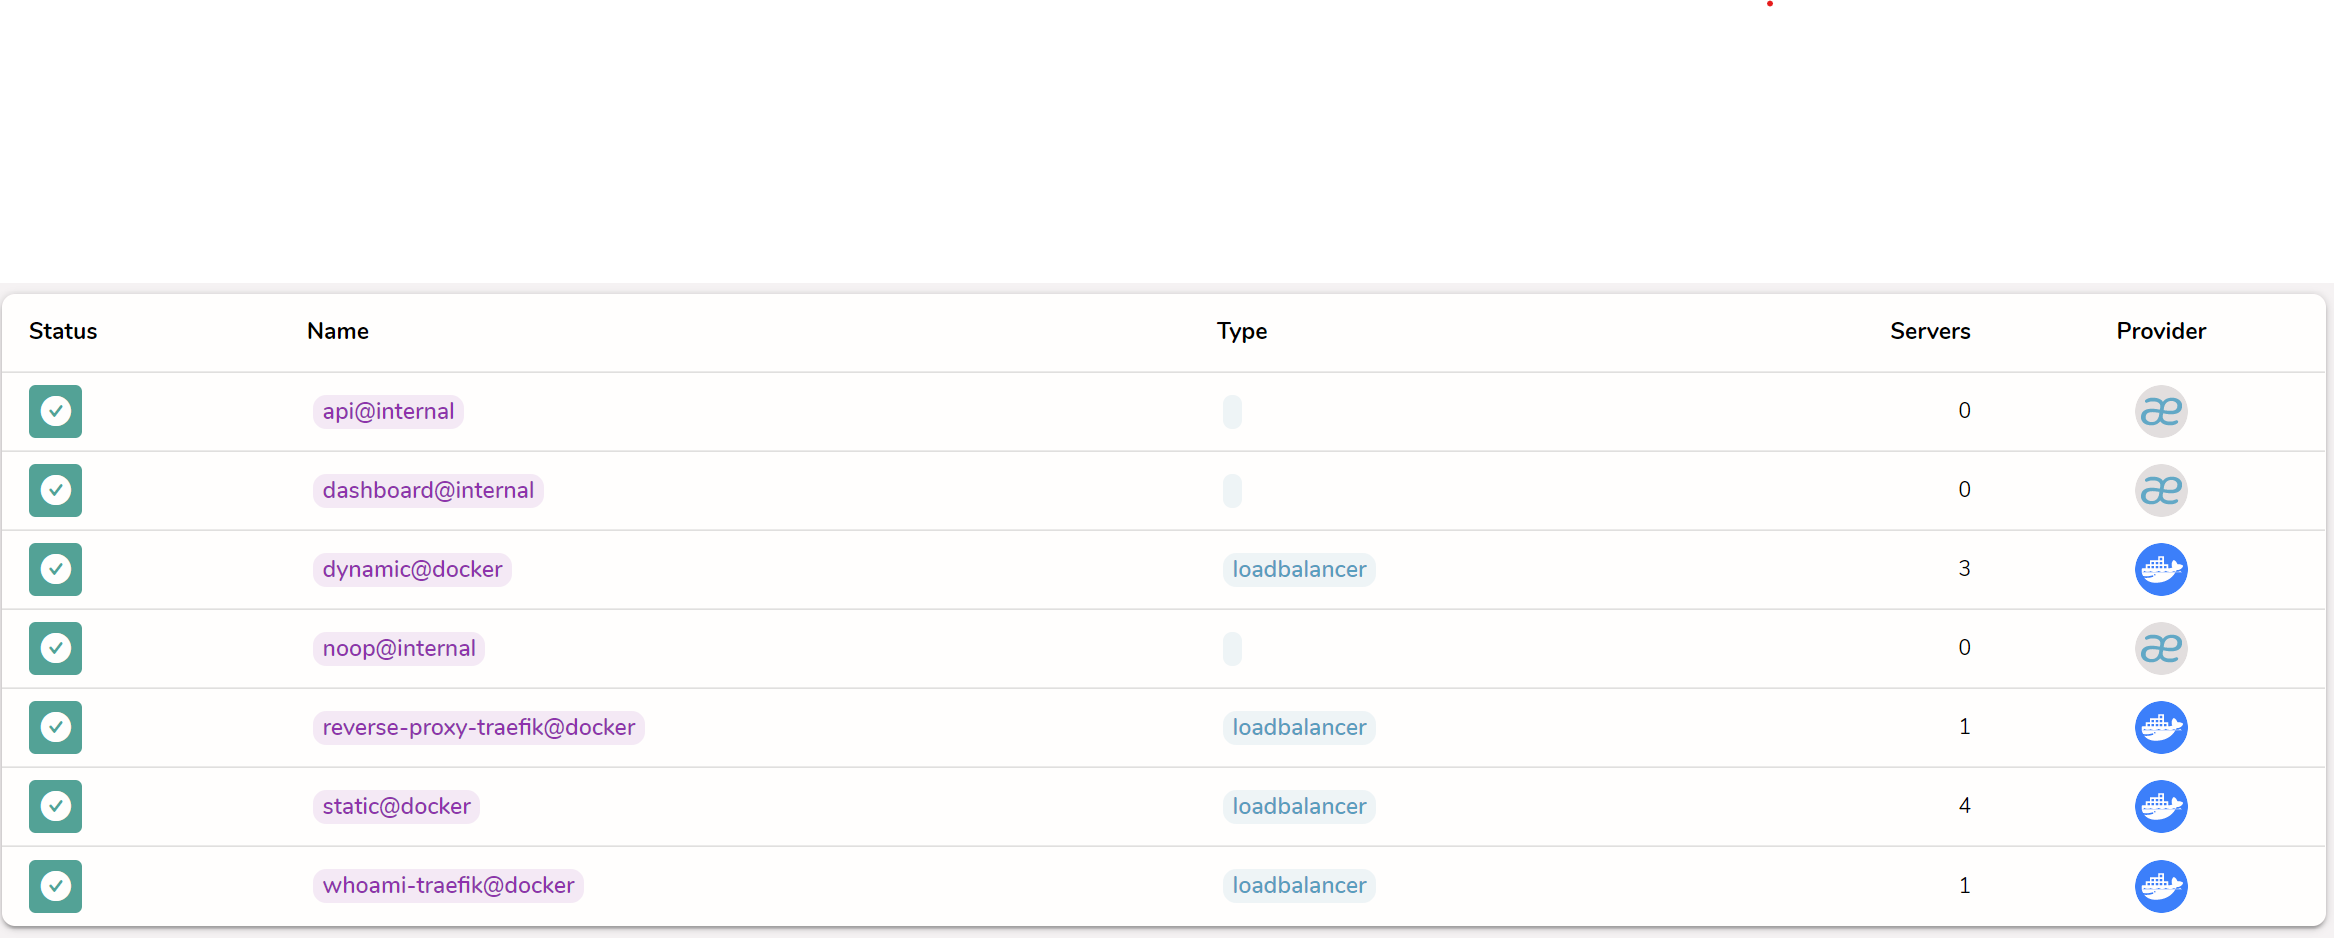 Status Name Type Servers Provider
api@internal 0
dashboard@internal 0
dynamic@docker loadbalancer 3
noop@internal 0
reverse-proxy-traefik@docker loadbalancer 1
static@docker loadbalancer 4
whoami-traefik@docker loadbalancer 1